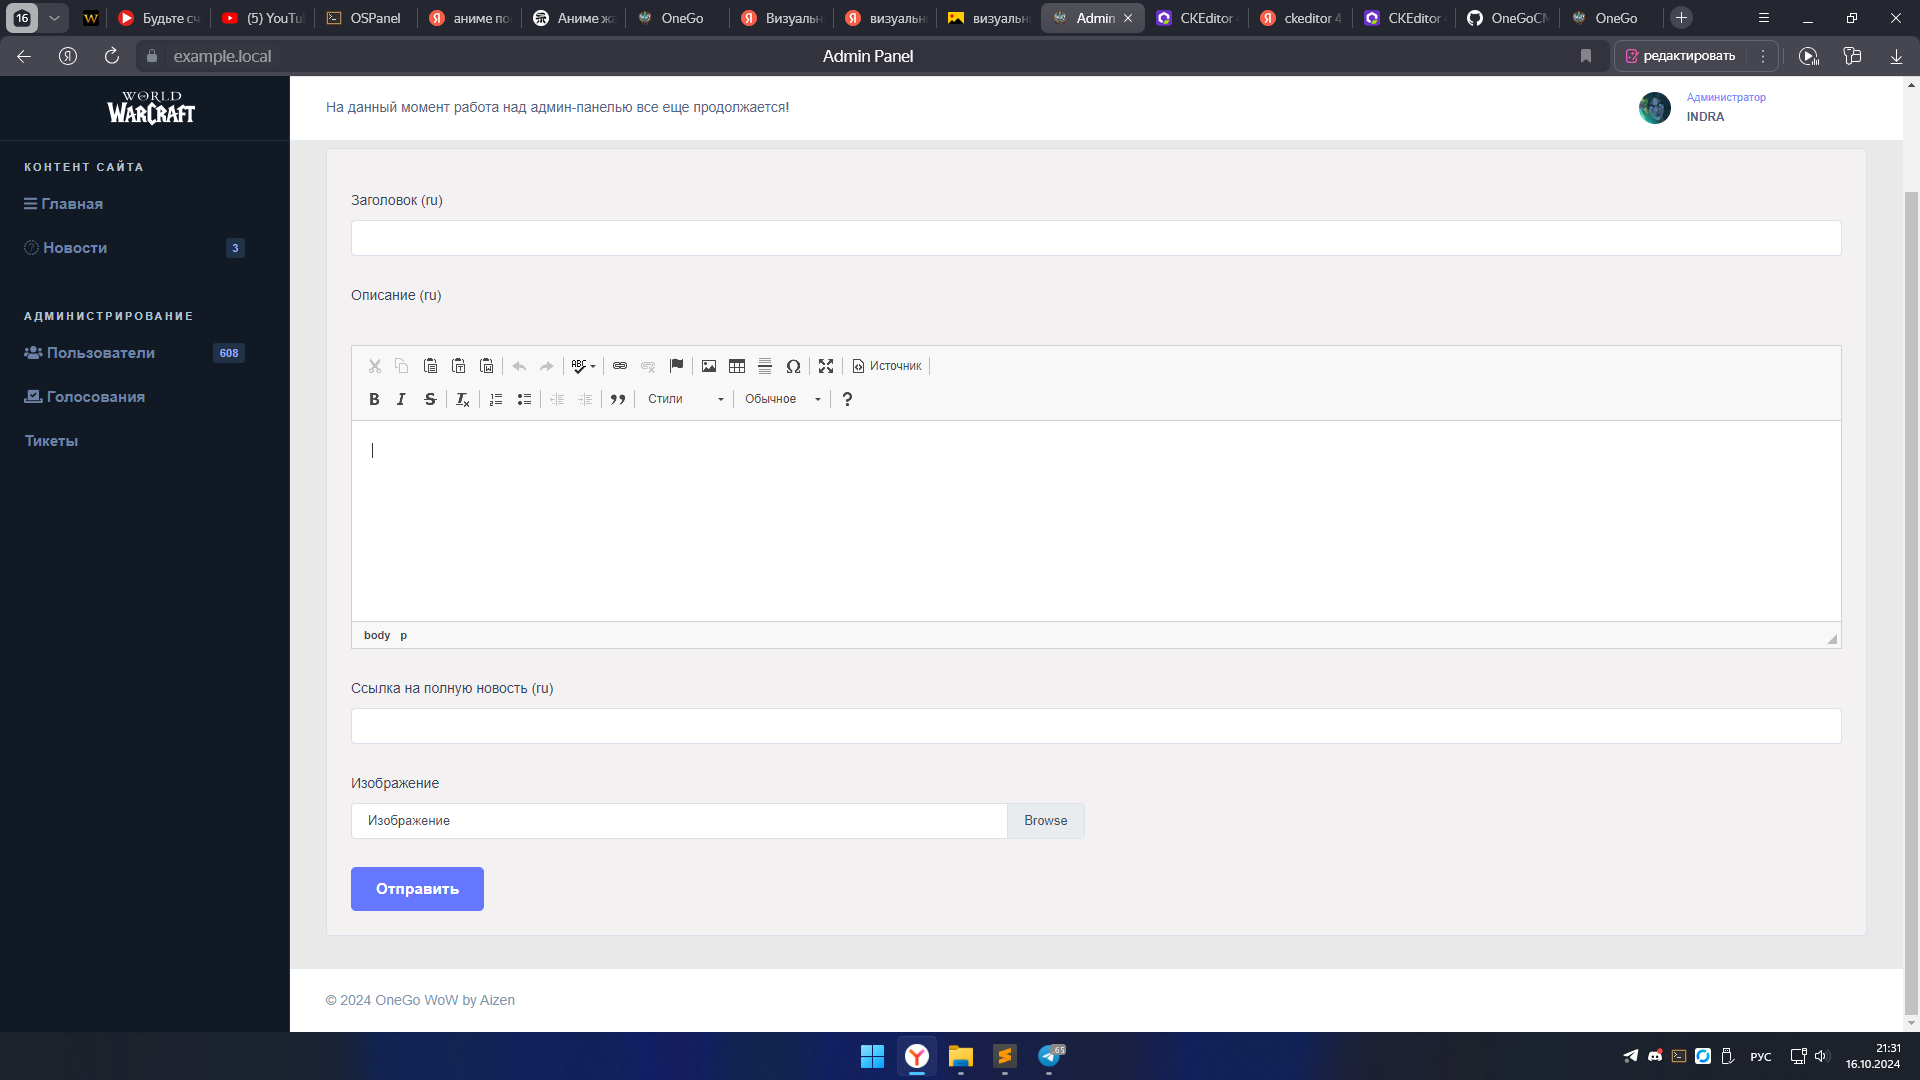 16
Будьте сч
(5) YouTu
OSPanel
аниме по
Аниме жа
OneGo
Визуальн
визуальн
визуальн
Admin
CKEditor 4
ckeditor 4
CKEditor 4
OneGoCM
OneGo
example.local
Admin Panel
редактировать
WORLD
WARCRAFT
КОНТЕНТ САЙТА
Главная
Новости
3
АДМИНИСТРИРОВАНИЕ
Пользователи
608
Голосования
Тикеты
На данный момент работа над админ-панелью все еще продолжается!
Администратор
INDRA
Заголовок (ru)
Описание (ru)
Источник
Стили
Обычное
body p
Ссылка на полную новость (ru)
Изображение
Изображение
Browse
Отправить
© 2024 OneGo WoW by Aizen
65
РУС
21:31
16.10.2024